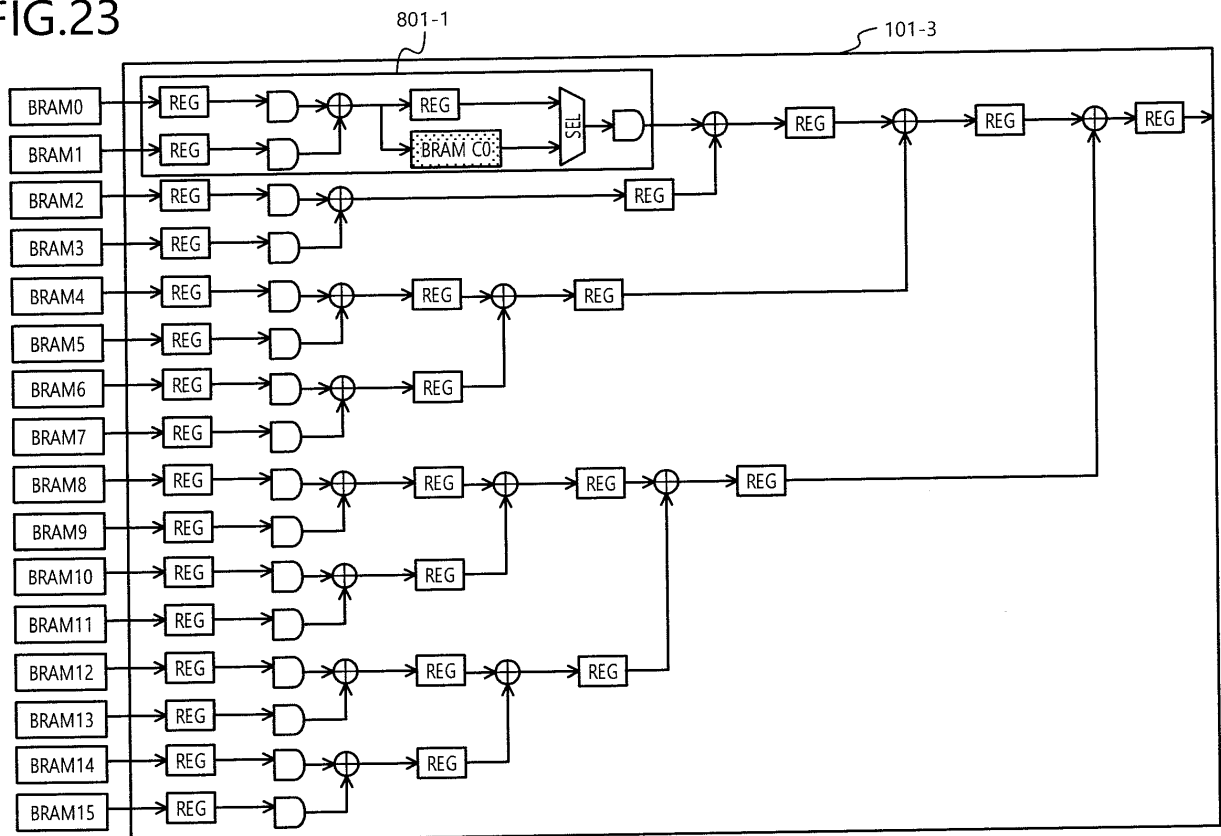 FIG.23
801-1
101-3
BRAM0 REG REG REG REG REG
BRAM1 REG BRAM C0 SEL
BRAM2 REG REG
BRAM3 REG
BRAM4 REG REG REG
BRAM5 REG
BRAM6 REG REG
BRAM7 REG
BRAM8 REG REG REG REG
BRAM9 REG
BRAM10 REG REG
BRAM11 REG
BRAM12 REG REG REG
BRAM13 REG
BRAM14 REG REG
BRAM15 REG